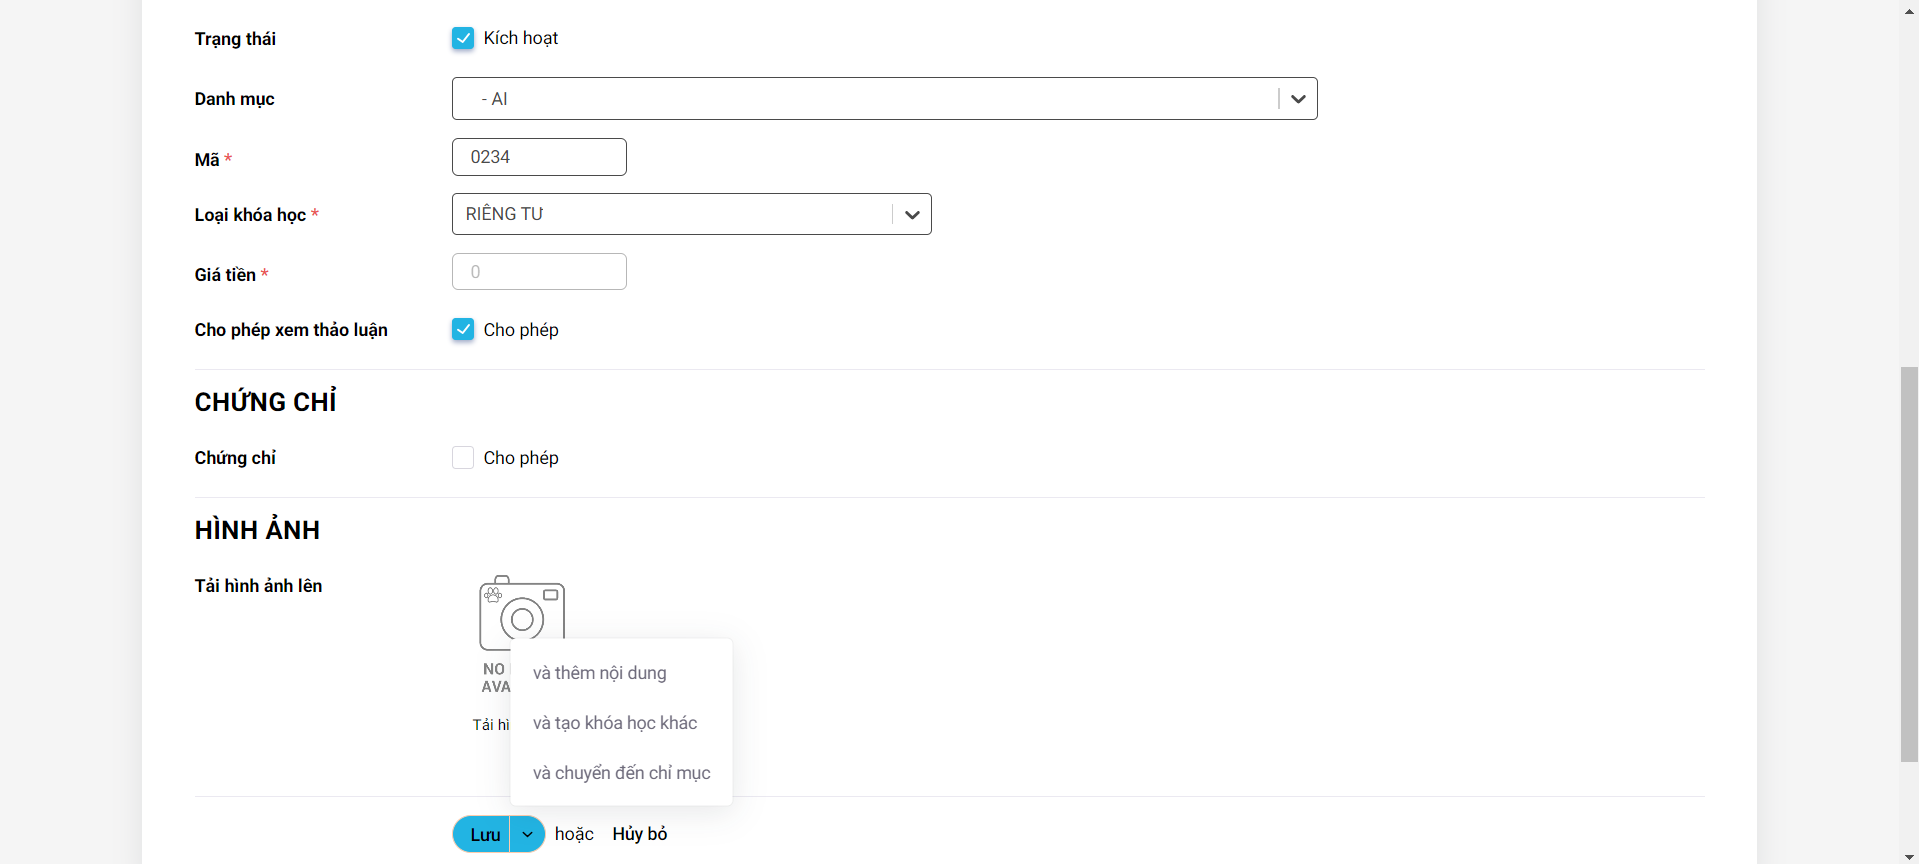 Trạng thái
Kích hoạt
Danh mục
- AI
Mã *
0234
Loại khóa học *
RIÊNG TƯ
Giá tiền *
0
Cho phép xem thảo luận
Cho phép
CHỨNG CHỈ
Chứng chỉ
Cho phép
HÌNH ẢNH
Tải hình ảnh lên
NO
AVA
Tải hì
và thêm nội dung
và tạo khóa học khác
và chuyển đến chỉ mục
Lưu
hoặc
Hủy bỏ